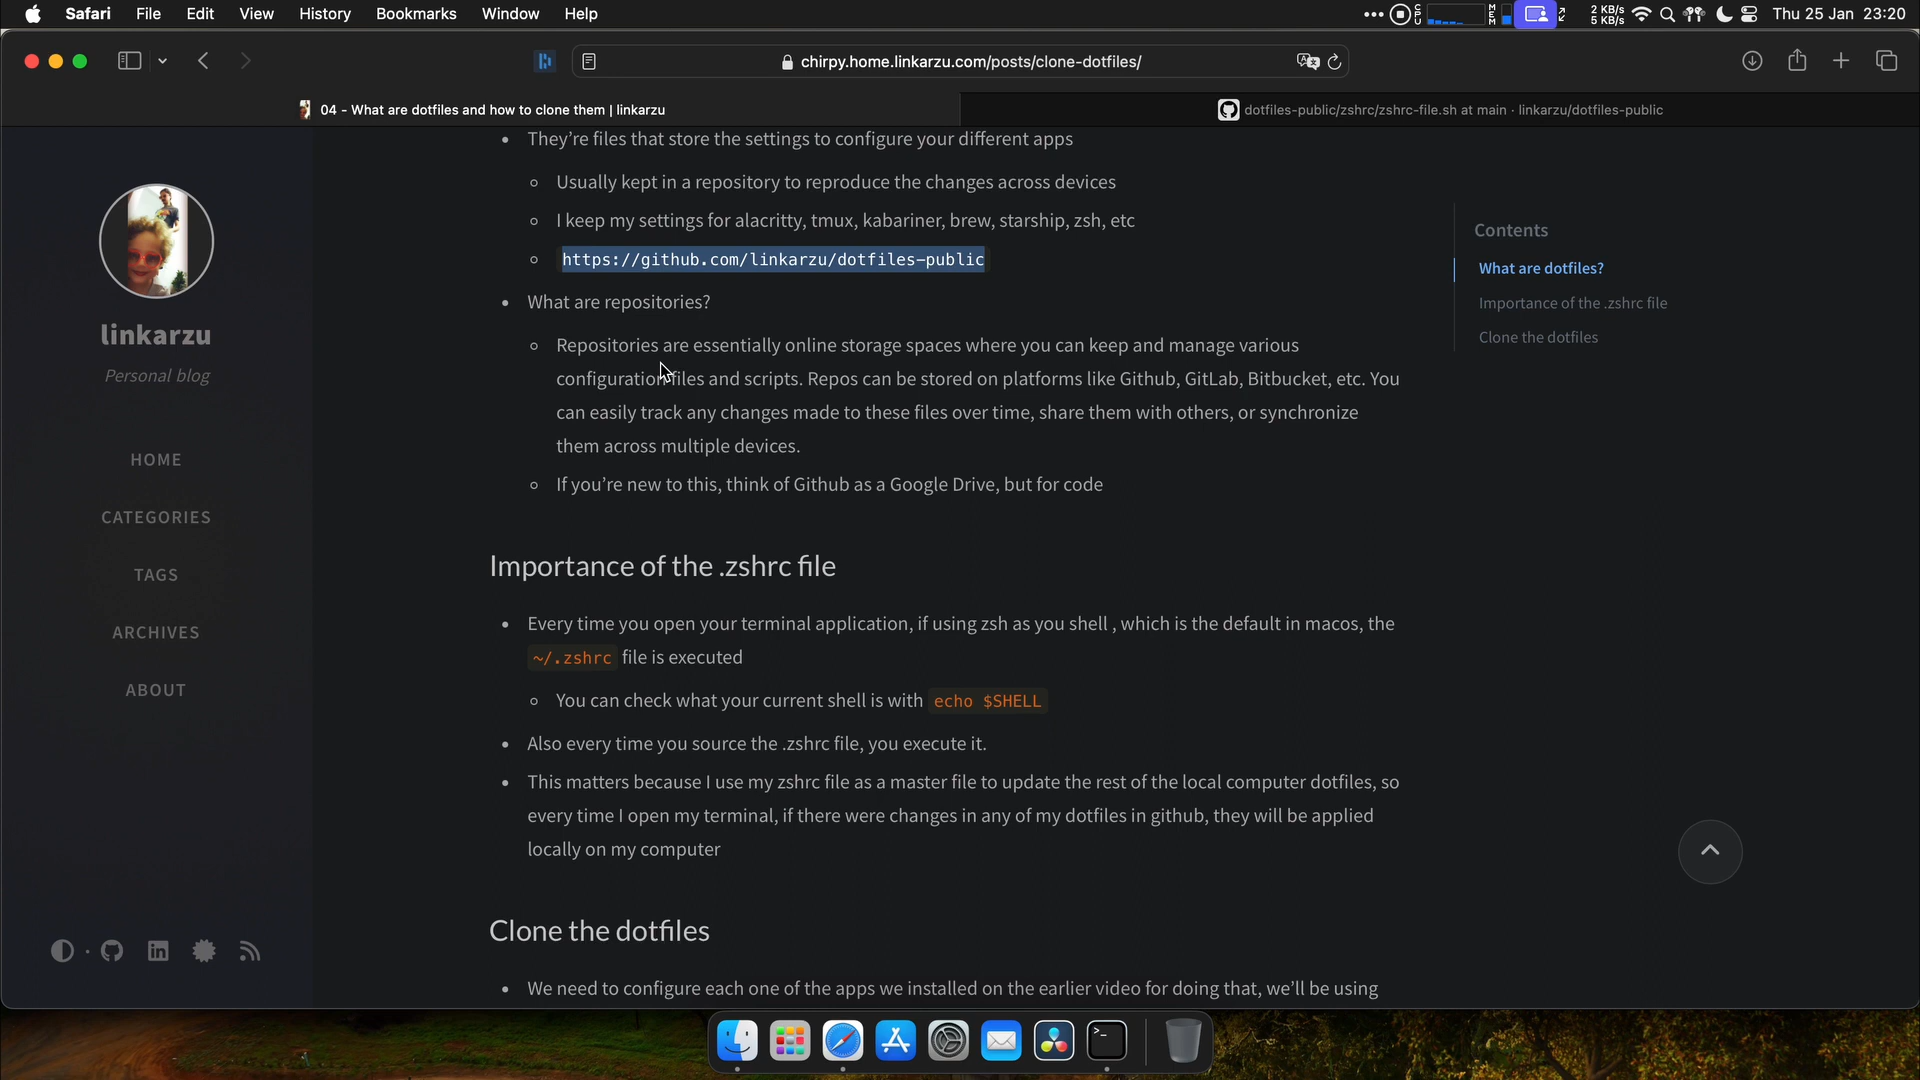 Safari File Edit View History Bookmarks Window Help
CPU MEM 2 KB/s 5 KB/s Thu 25 Jan 23:20
chirpy.home.linkarzu.com/posts/clone-dotfiles/
04 - What are dotfiles and how to clone them | linkarzu
dotfiles-public/zshrc/zshrc-file.sh at main · linkarzu/dotfiles-public
linkarzu
Personal blog
HOME
CATEGORIES
TAGS
ARCHIVES
ABOUT
They’re files that store the settings to configure your different apps
Usually kept in a repository to reproduce the changes across devices
I keep my settings for alacritty, tmux, kabariner, brew, starship, zsh, etc
https://github.com/linkarzu/dotfiles-public
What are repositories?
Repositories are essentially online storage spaces where you can keep and manage various
configuration files and scripts. Repos can be stored on platforms like Github, GitLab, Bitbucket, etc. You
can easily track any changes made to these files over time, share them with others, or synchronize
them across multiple devices.
If you’re new to this, think of Github as a Google Drive, but for code
Importance of the .zshrc file
Every time you open your terminal application, if using zsh as you shell , which is the default in macos, the
~/.zshrc file is executed
You can check what your current shell is with echo $SHELL
Also every time you source the .zshrc file, you execute it.
This matters because I use my zshrc file as a master file to update the rest of the local computer dotfiles, so
every time I open my terminal, if there were changes in any of my dotfiles in github, they will be applied
locally on my computer
Clone the dotfiles
We need to configure each one of the apps we installed on the earlier video for doing that, we’ll be using
Contents
What are dotfiles?
Importance of the .zshrc file
Clone the dotfiles